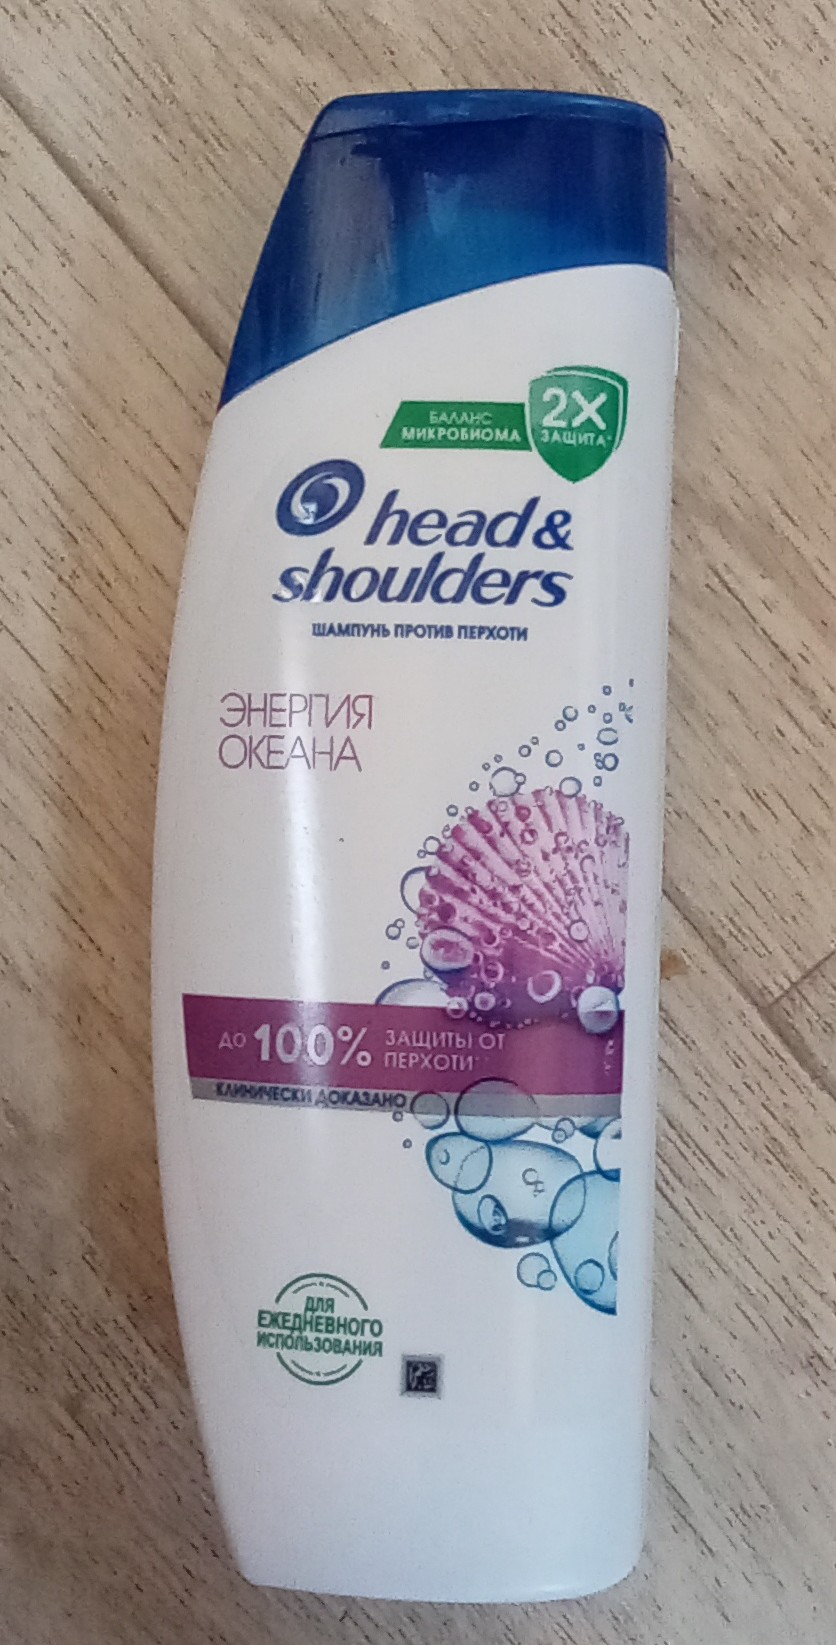 БАЛАНС
МИКРОБИОМА
2X
ЗАЩИТА*
head &
shoulders
ШАМПУНЬ ПРОТИВ ПЕРХОТИ
ЭНЕРГИЯ
ОКЕАНА
ДО 100% ЗАЩИТЫ ОТ
ПЕРХОТИ**
КЛИНИЧЕСКИ ДОКАЗАНО
ДЛЯ
ЕЖЕДНЕВНОГО
ИСПОЛЬЗОВАНИЯ